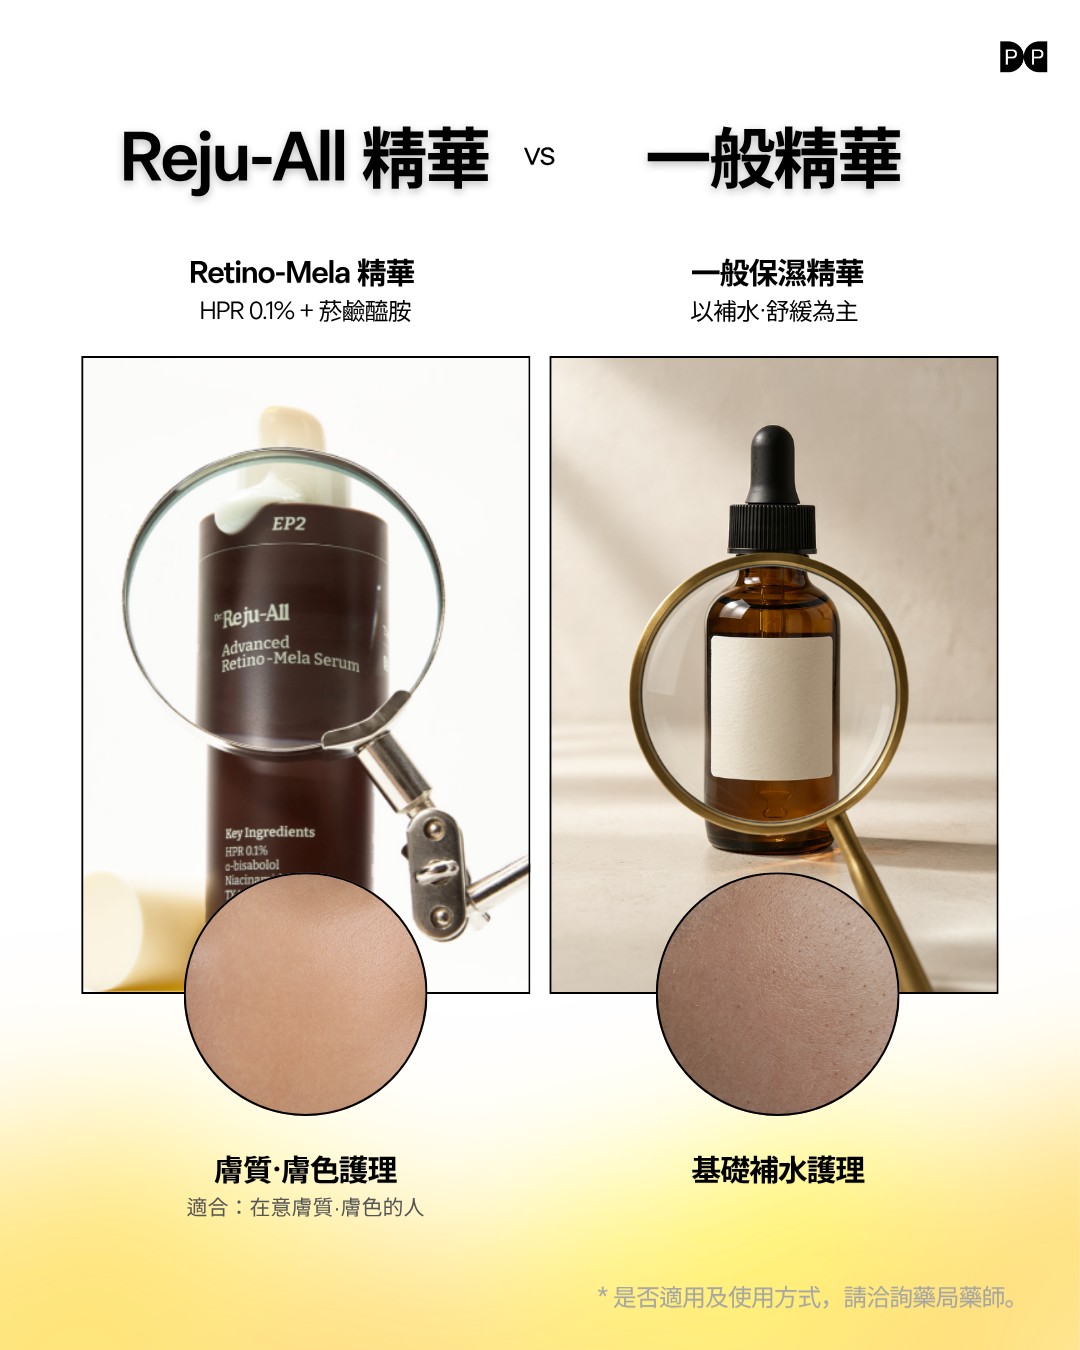 PP
Reju-All 精華 vs 一般精華
Retino-Mela 精華
HPR 0.1% + 菸鹼醯胺
一般保濕精華
以補水·舒緩為主
EP2
Dr. Reju-All
Advanced
Retino-Mela Serum
Key Ingredients
HPR 0.1%
α-bisabolol
膚質·膚色護理
適合：在意膚質·膚色的人
基礎補水護理
* 是否適用及使用方式，請洽詢藥局藥師。